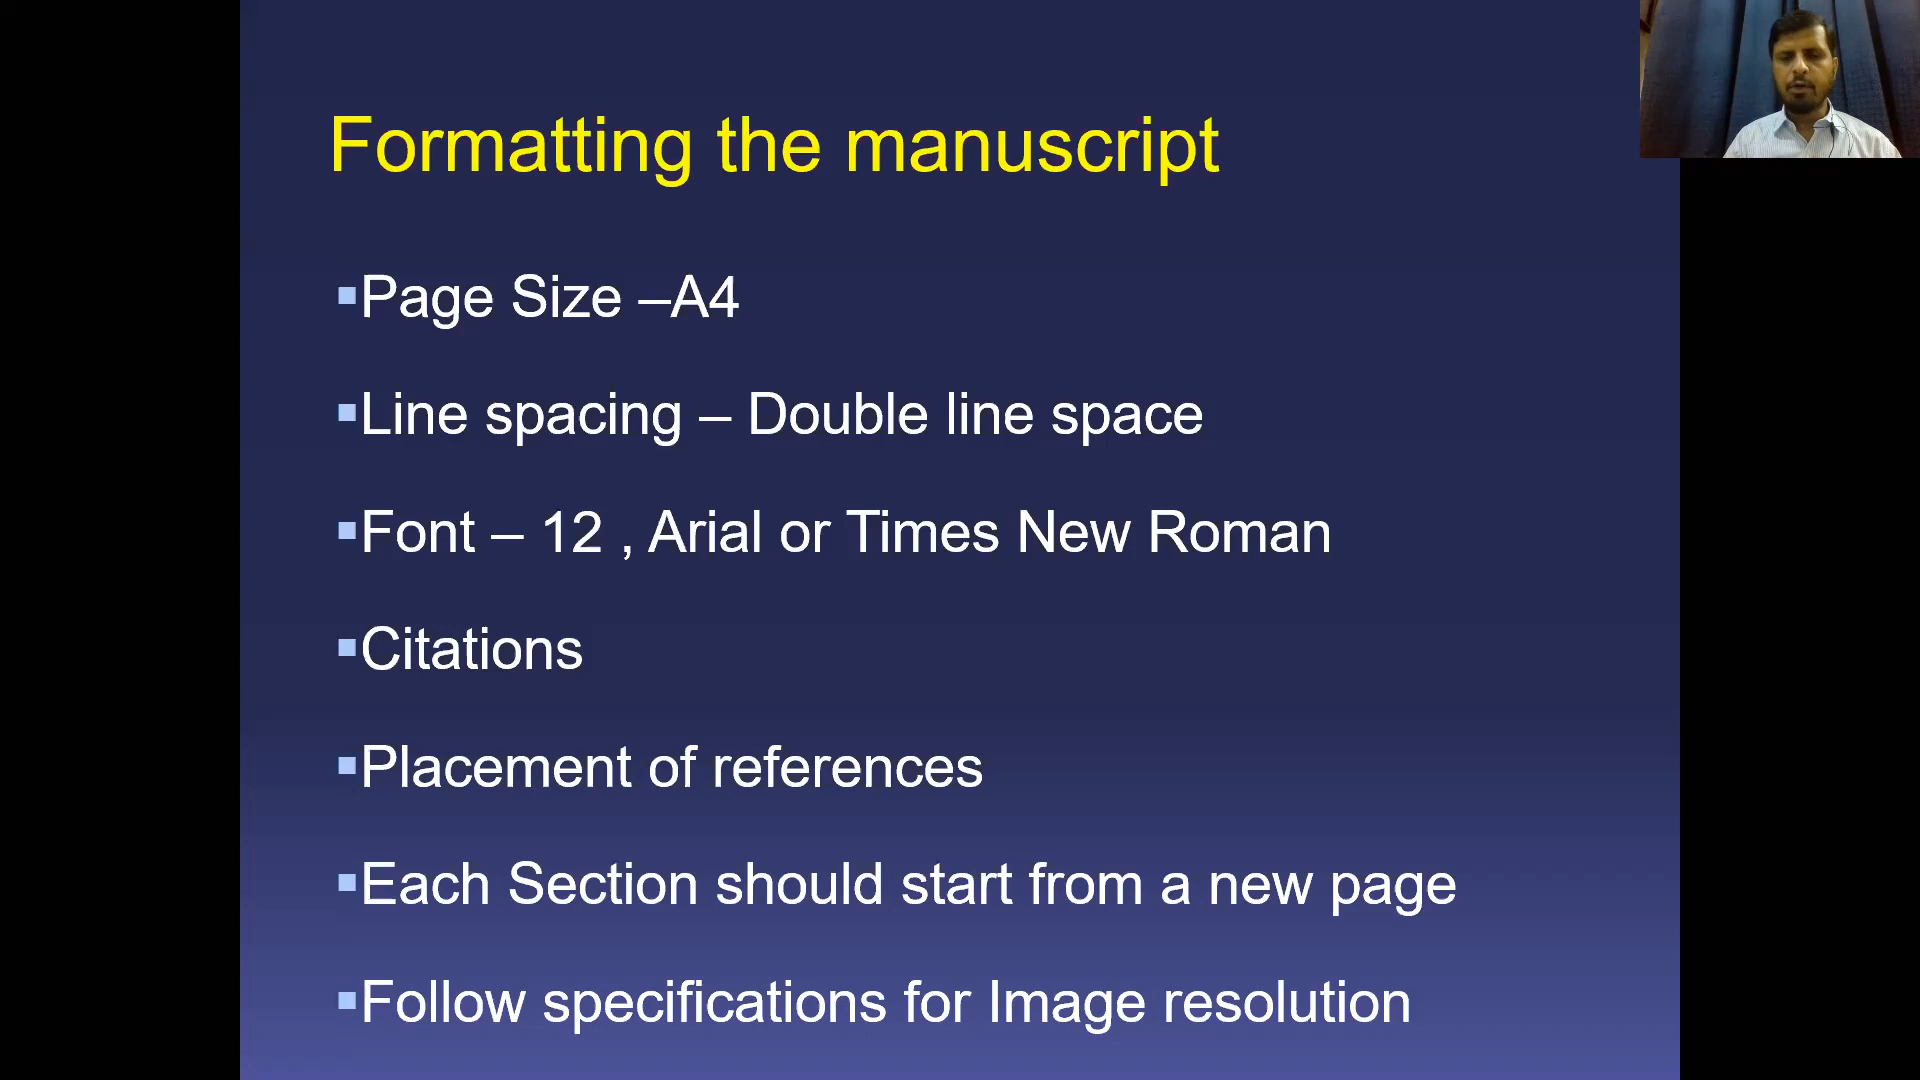 Formatting the manuscript
▪Page Size –A4
▪Line spacing – Double line space
▪Font – 12 , Arial or Times New Roman
▪Citations
▪Placement of references
▪Each Section should start from a new page
▪Follow specifications for Image resolution